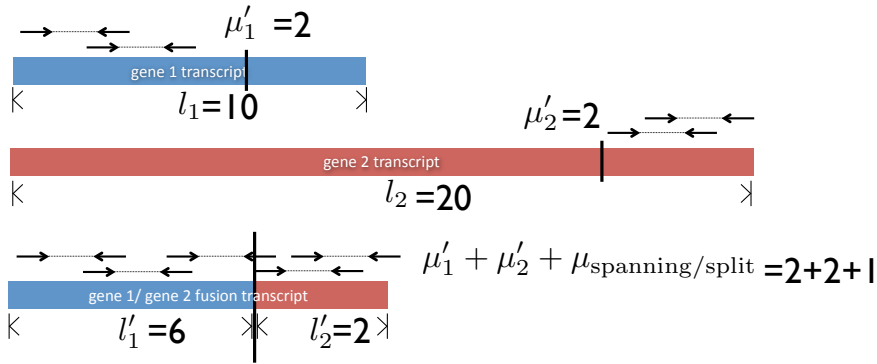 μ′₁ =2
gene 1 transcript
l₁=10
μ′₂=2
gene 2 transcript
l₂=20
μ′₁ + μ′₂ + μspanning/split =2+2+1
gene 1/ gene 2 fusion transcript
l′₁=6 l′₂=2